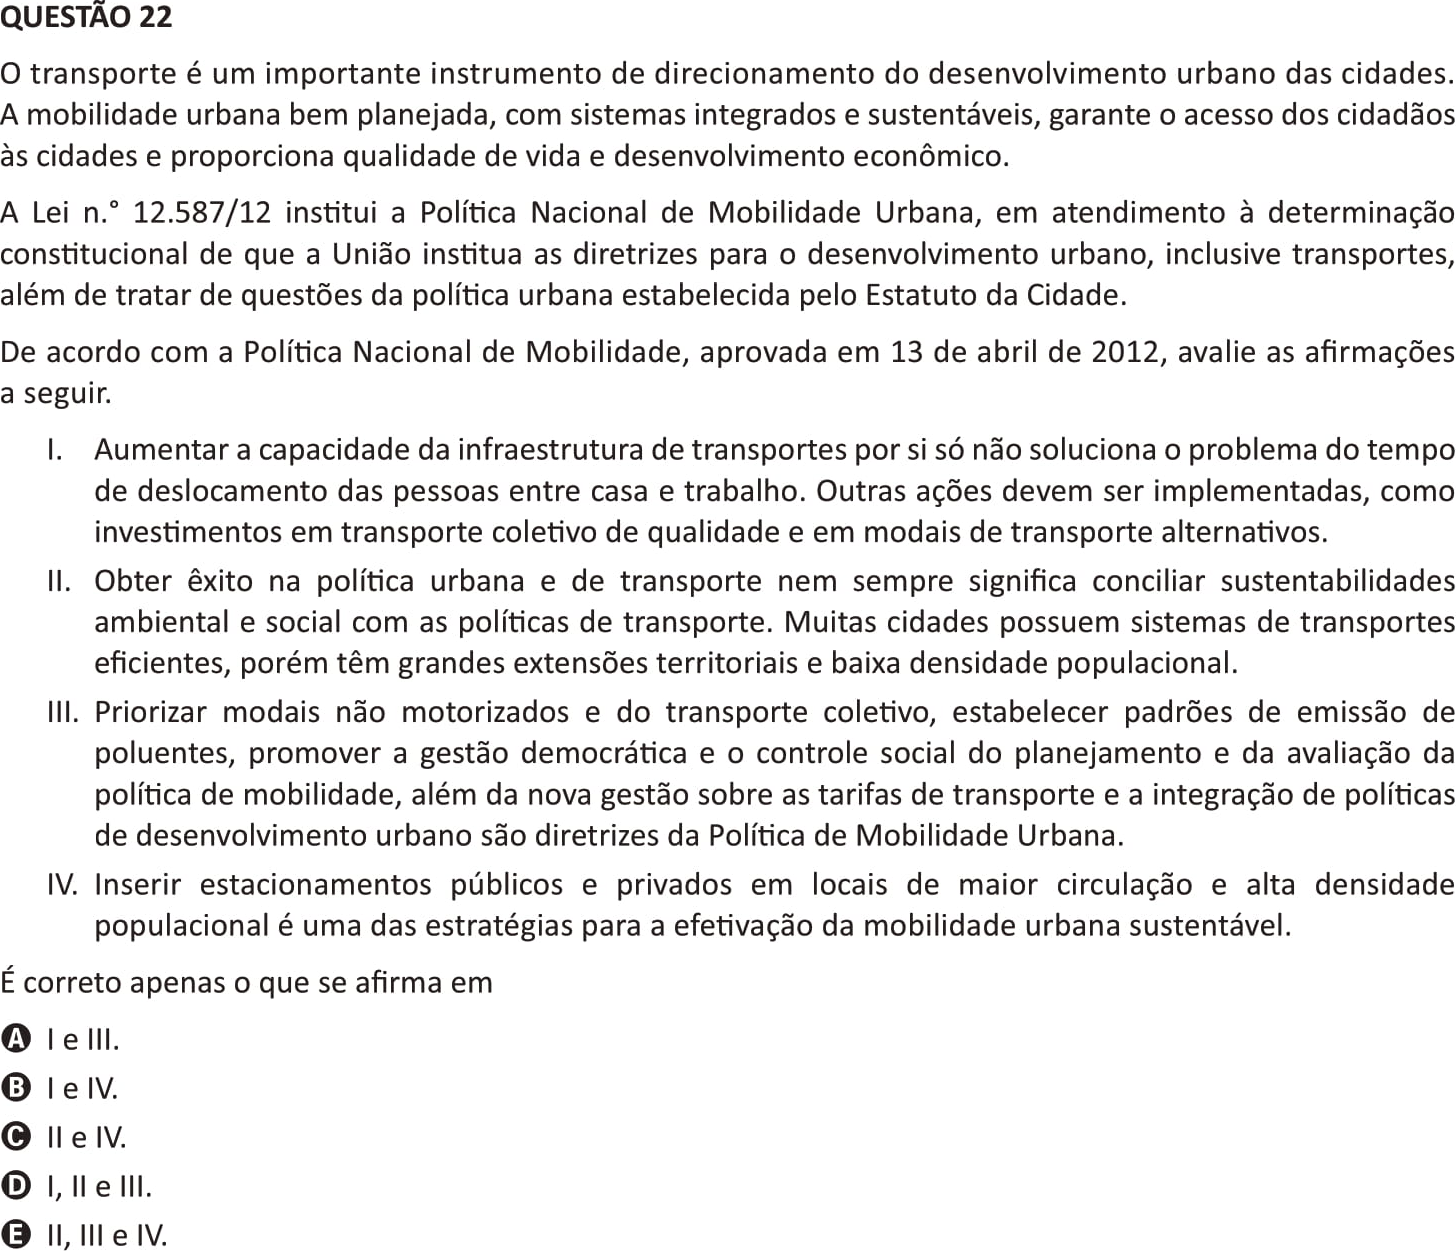 QUESTÃO 22
O transporte é um importante instrumento de direcionamento do desenvolvimento urbano das cidades.
A mobilidade urbana bem planejada, com sistemas integrados e sustentáveis, garante o acesso dos cidadãos
às cidades e proporciona qualidade de vida e desenvolvimento econômico.
A Lei n.° 12.587/12 institui a Política Nacional de Mobilidade Urbana, em atendimento à determinação
constitucional de que a União institua as diretrizes para o desenvolvimento urbano, inclusive transportes,
além de tratar de questões da política urbana estabelecida pelo Estatuto da Cidade.
De acordo com a Política Nacional de Mobilidade, aprovada em 13 de abril de 2012, avalie as afirmações
a seguir.
I. Aumentar a capacidade da infraestrutura de transportes por si só não soluciona o problema do tempo
de deslocamento das pessoas entre casa e trabalho. Outras ações devem ser implementadas, como
investimentos em transporte coletivo de qualidade e em modais de transporte alternativos.
II. Obter êxito na política urbana e de transporte nem sempre significa conciliar sustentabilidades
ambiental e social com as políticas de transporte. Muitas cidades possuem sistemas de transportes
eficientes, porém têm grandes extensões territoriais e baixa densidade populacional.
III. Priorizar modais não motorizados e do transporte coletivo, estabelecer padrões de emissão de
poluentes, promover a gestão democrática e o controle social do planejamento e da avaliação da
política de mobilidade, além da nova gestão sobre as tarifas de transporte e a integração de políticas
de desenvolvimento urbano são diretrizes da Política de Mobilidade Urbana.
IV. Inserir estacionamentos públicos e privados em locais de maior circulação e alta densidade
populacional é uma das estratégias para a efetivação da mobilidade urbana sustentável.
É correto apenas o que se afirma em
A I e III.
B I e IV.
C II e IV.
D I, II e III.
E II, III e IV.